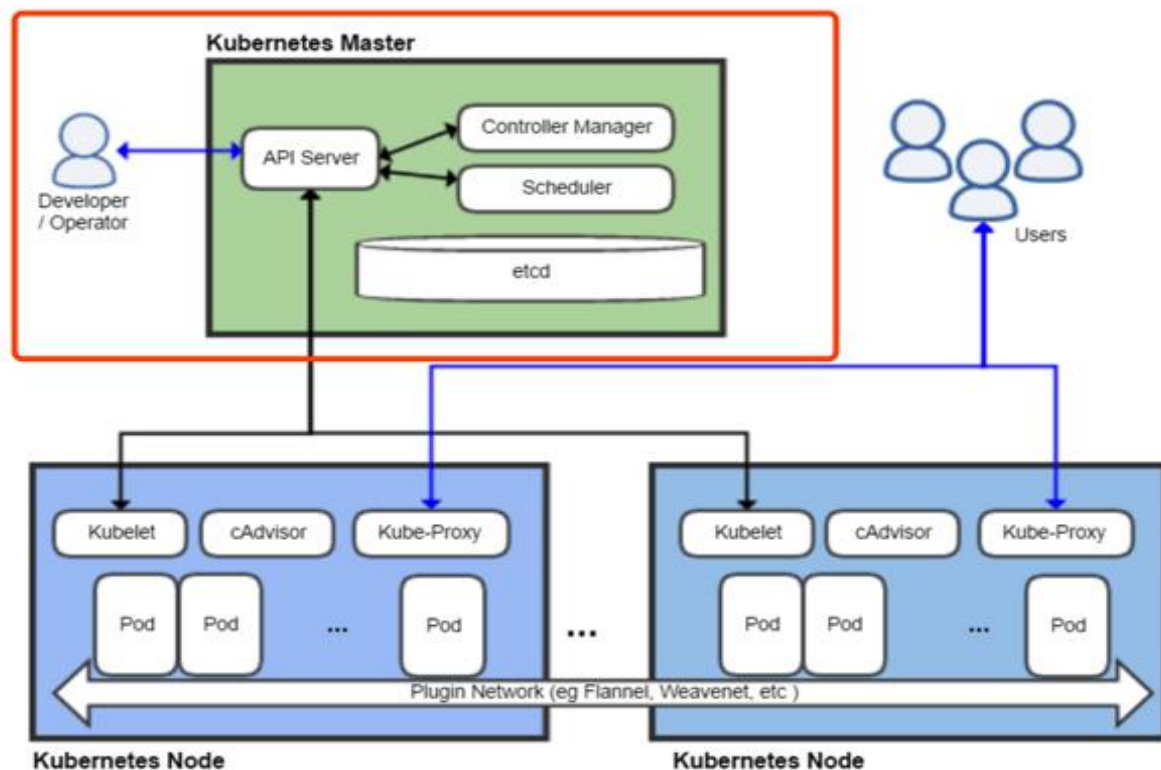 Kubernetes Master
API Server
Controller Manager
Scheduler
etcd
Developer
/ Operator
Users
Kubelet
cAdvisor
Kube-Proxy
Pod
Pod
...
Pod
...
Kubelet
cAdvisor
Kube-Proxy
Pod
Pod
...
Pod
Plugin Network (eg Flannel, Weavenet, etc )
Kubernetes Node
Kubernetes Node